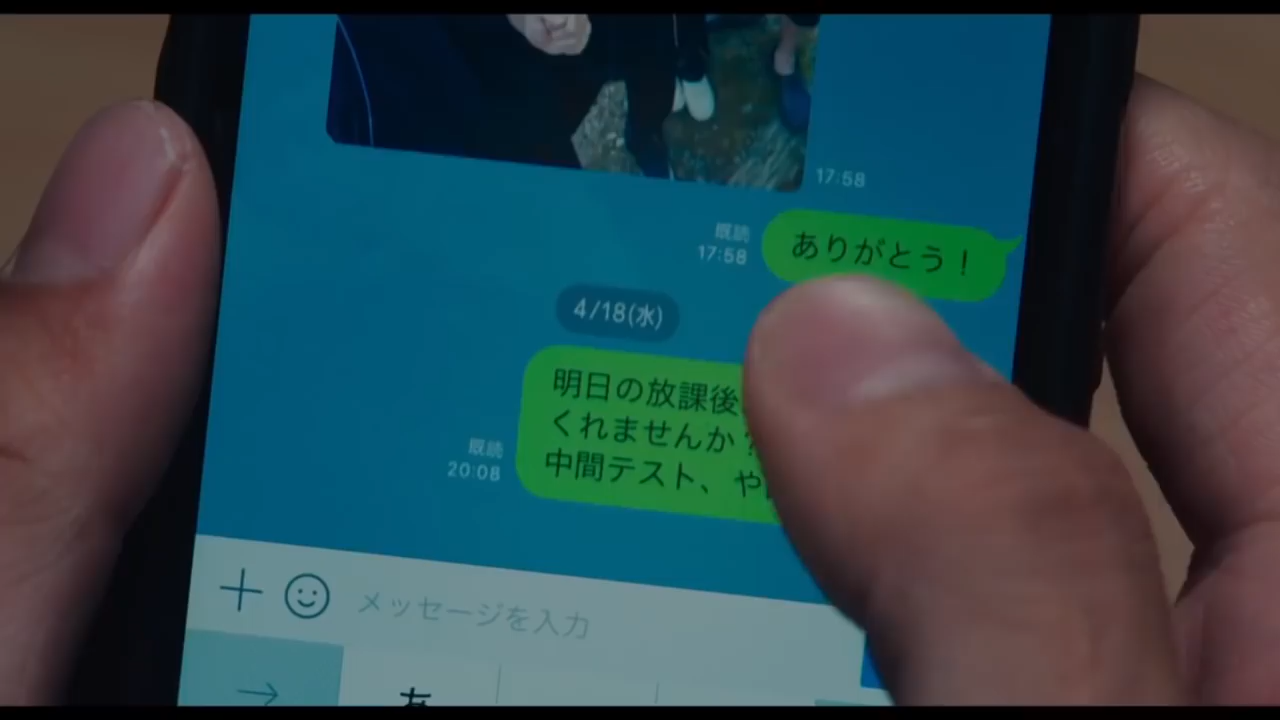 17:58
既読
17:58
ありがとう！
4/18(水)
明日の放課後
くれませんか？
中間テスト、や
既読
20:08
メッセージを入力
→
あ